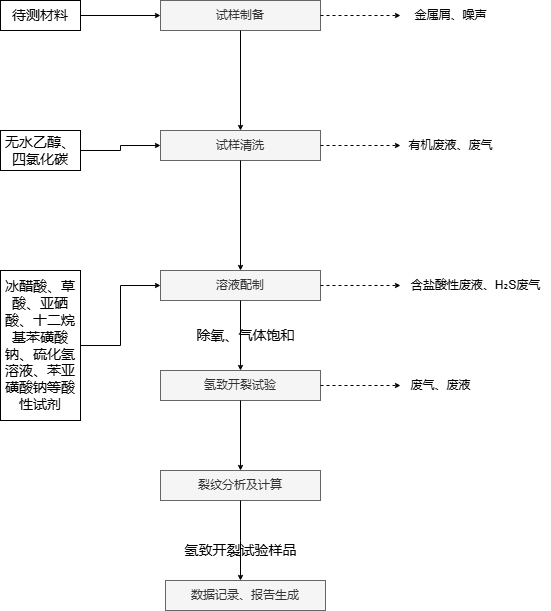 待测材料
试样制备
金属屑、噪声
无水乙醇、
四氯化碳
试样清洗
有机废液、废气
冰醋酸、草
酸、亚硒
酸、十二烷
基苯磺酸
钠、硫化氢
溶液、苯亚
磺酸钠等酸
性试剂
溶液配制
含盐酸性废液、H₂S废气
除氧、气体饱和
氢致开裂试验
废气、废液
裂纹分析及计算
氢致开裂试验样品
数据记录、报告生成